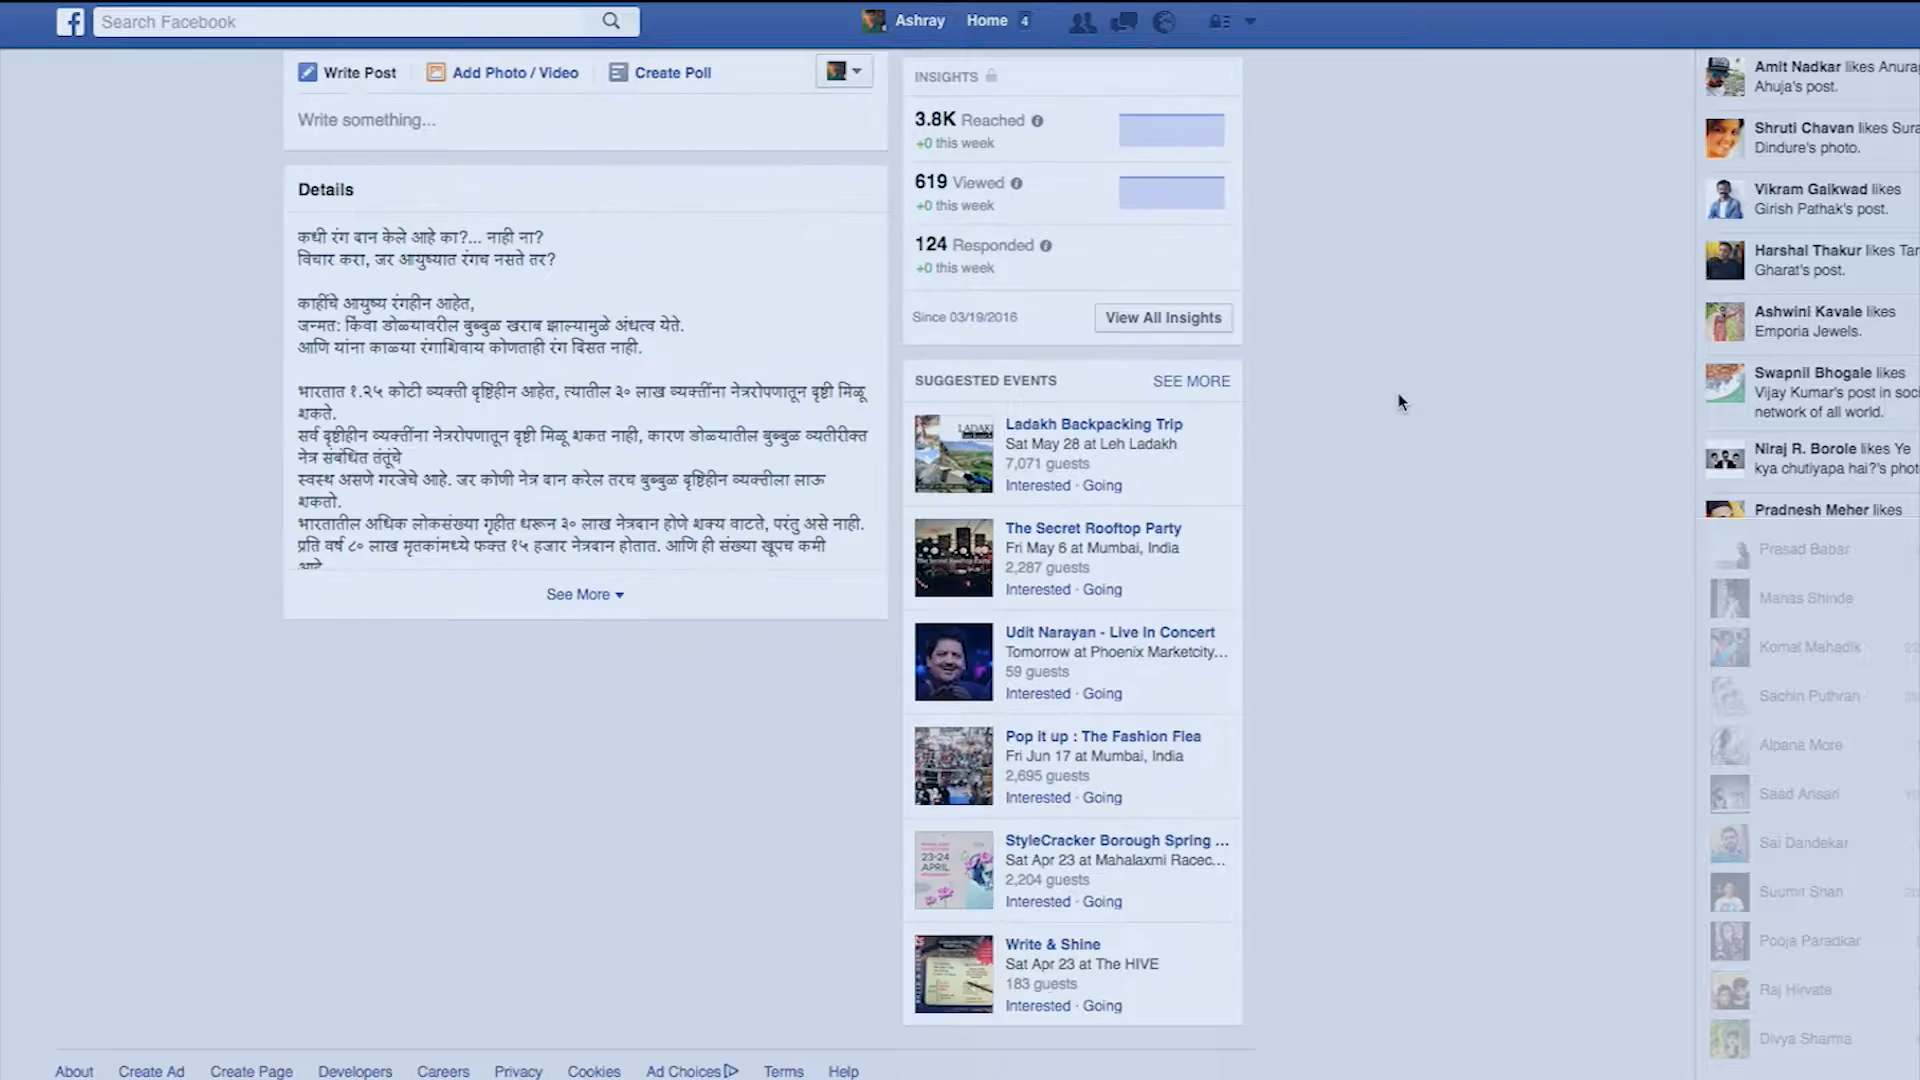 Search Facebook
Ashray
Home 4
Write Post
Add Photo / Video
Create Poll
Write something...
Details
कधी रंग दान केले आहे का?... नाही ना?
विचार करा, जर आयुष्यात रंगच नसते तर?
काहींचे आयुष्य रंगहीन आहेत,
जन्मत: किंवा डोळ्यावरील बुब्बुळ खराब झाल्यामुळे अंधत्व येते.
आणि यांना काळ्या रंगाशिवाय कोणताही रंग दिसत नाही.
भारतात १.२५ कोटी व्यक्ती दृष्टिहीन आहेत, त्यातील ३० लाख व्यक्तींना नेत्ररोपणातून दृष्टी मिळू
शकते.
सर्व दृष्टीहीन व्यक्तींना नेत्ररोपणातून दृष्टी मिळू शकत नाही, कारण डोळ्यातील बुब्बुळ व्यतीरीक्त
नेत्र संबंधित तंतूंचे
स्वस्थ असणे गरजेचे आहे. जर कोणी नेत्र दान करेल तरच बुब्बुळ दृष्टिहीन व्यक्तीला लाऊ
शकतो.
भारतातील अधिक लोकसंख्या गृहीत धरून ३० लाख नेत्रदान होणे शक्य वाटते, परंतु असे नाही.
प्रति वर्ष ८० लाख मृतकांमध्ये फक्त १५ हजार नेत्रदान होतात. आणि ही संख्या खूपच कमी
आहे
See More
INSIGHTS
3.8K Reached
+0 this week
619 Viewed
+0 this week
124 Responded
+0 this week
Since 03/19/2016
View All Insights
SUGGESTED EVENTS
SEE MORE
Ladakh Backpacking Trip
Sat May 28 at Leh Ladakh
7,071 guests
Interested · Going
The Secret Rooftop Party
Fri May 6 at Mumbai, India
2,287 guests
Interested · Going
Udit Narayan - Live In Concert
Tomorrow at Phoenix Marketcity...
59 guests
Interested · Going
Pop it up : The Fashion Flea
Fri Jun 17 at Mumbai, India
2,695 guests
Interested · Going
23-24
APRIL
StyleCracker Borough Spring ...
Sat Apr 23 at Mahalaxmi Racec...
2,204 guests
Interested · Going
Write & Shine
Sat Apr 23 at The HIVE
183 guests
Interested · Going
Amit Nadkar likes Anurag
Ahuja's post.
Shruti Chavan likes
Dindure's photo.
Vikram Gaikwad likes
Girish Pathak's post.
Harshal Thakur likes
Gharat's post.
Ashwini Kavale likes
Emporia Jewels.
Swapnil Bhogale likes
Vijay Kumar's post in
network of all world.
Niraj R. Borole likes Ye
kya chutiyapa hai?'s
Pradnesh Meher likes
Prasad Babar
Manas Shinde
Komal Mahadik
Sachin Puthran
Alpana More
Saad Ansari
Sai Dandekar
Suumit Shah
Pooja Paradkar
Raj Hirvate
Divya Sharma
About
Create Ad
Create Page
Developers
Careers
Privacy
Cookies
Ad Choices
Terms
Help